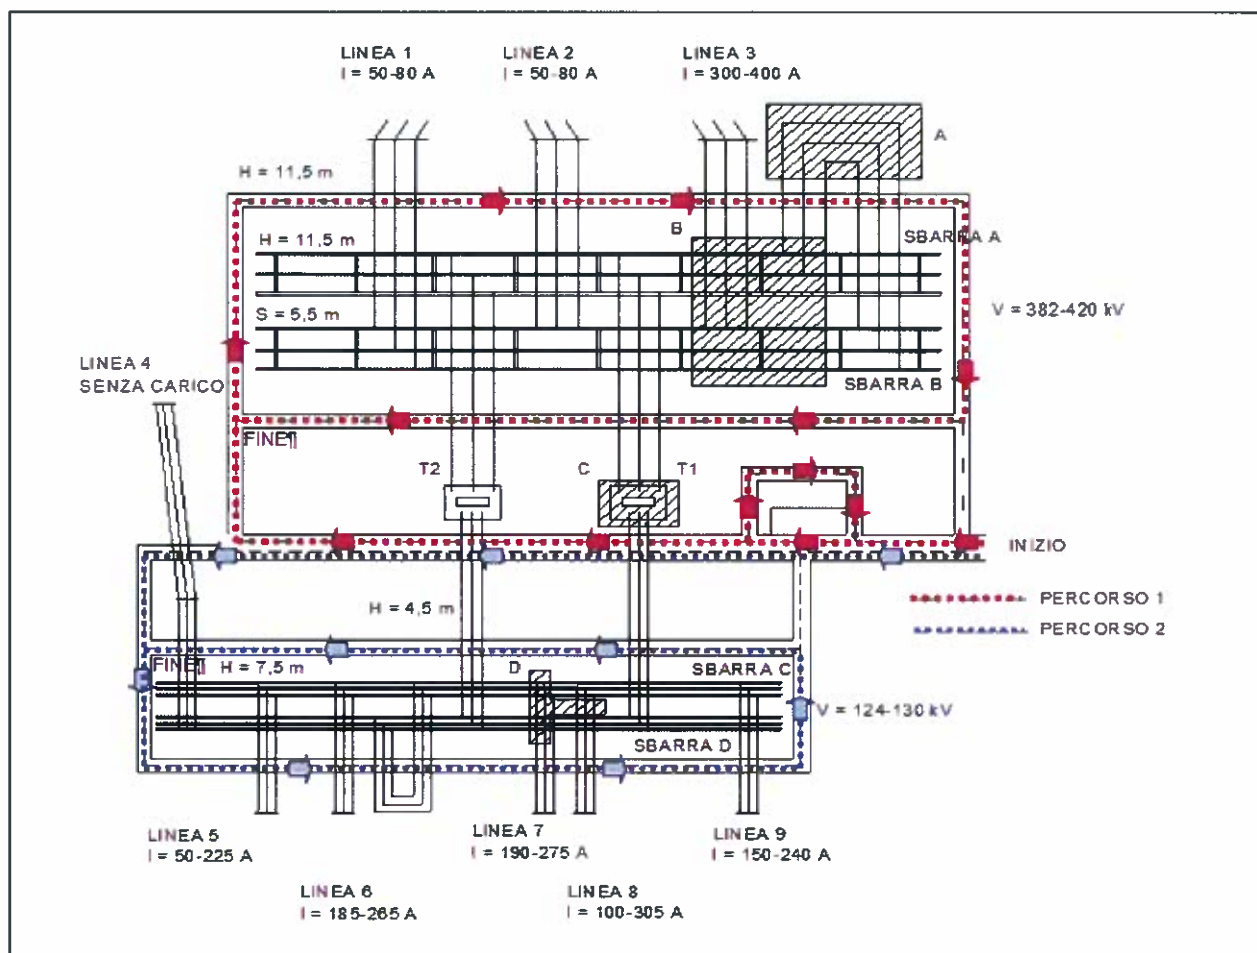 LINEA 1
I = 50-80 A
LINEA 2
I = 50-80 A
LINEA 3
I = 300-400 A
A
H = 11,5 m
B
H = 11,5 m
SBARRA A
S = 5,5 m
V = 382-420 kV
LINEA 4
SENZA CARICO
SBARRA B
FINE¶
T2
C
T1
INIZIO
H = 4,5 m
PERCORSO 1
PERCORSO 2
FINE¶
H = 7,5 m
D
SBARRA C
V = 124-130 kV
SBARRA D
LINEA 5
I = 50-225 A
LINEA 7
I = 190-275 A
LINEA 9
I = 150-240 A
LINEA 6
I = 185-265 A
LINEA 8
I = 100-305 A